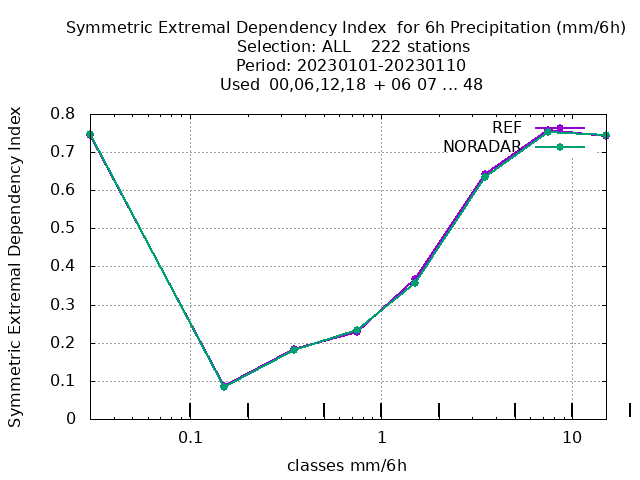 Symmetric Extremal Dependency Index  for 6h Precipitation (mm/6h)
Selection: ALL    222 stations
Period: 20230101-20230110
Used  00,06,12,18  + 06 07 ... 48
Symmetric Extremal Dependency Index
0.8
0.7
0.6
0.5
0.4
0.3
0.2
0.1
0
REF
NORADAR
0.1
1
10
classes mm/6h